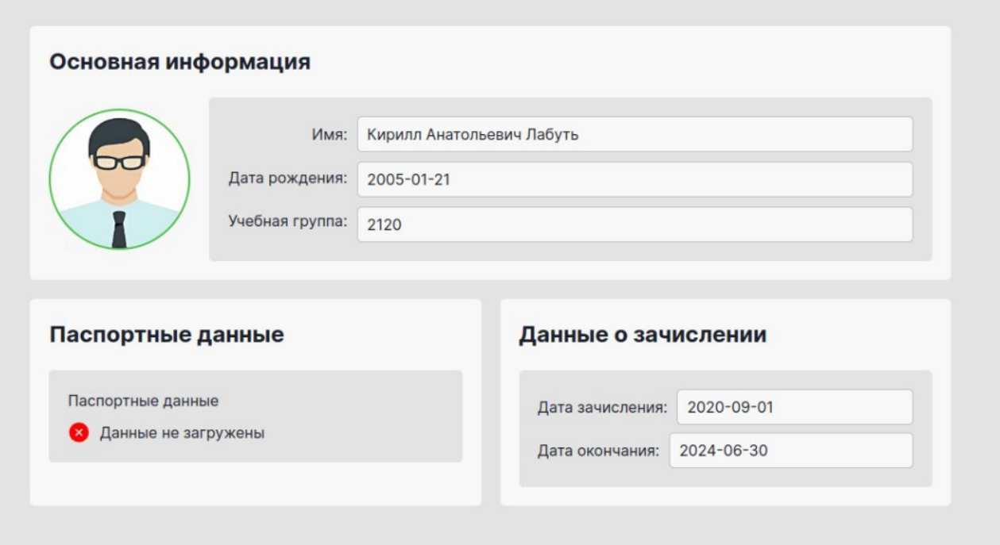 Основная информация
Имя: Кирилл Анатольевич Лабуть
Дата рождения: 2005-01-21
Учебная группа: 2120
Паспортные данные
Паспортные данные
Данные не загружены
Данные о зачислении
Дата зачисления: 2020-09-01
Дата окончания: 2024-06-30